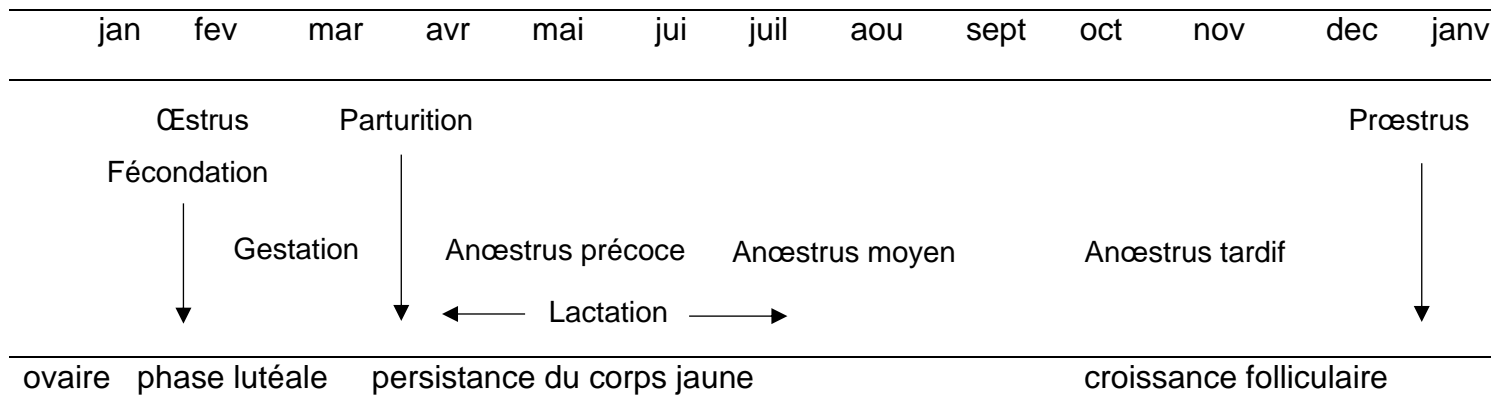 jan fev mar avr mai jui juil aou sept oct nov dec janv
Œstrus Parturition Prœstrus
Fécondation
Gestation Anœstrus précoce Anœstrus moyen Anœstrus tardif
Lactation
ovaire phase lutéale persistance du corps jaune croissance folliculaire